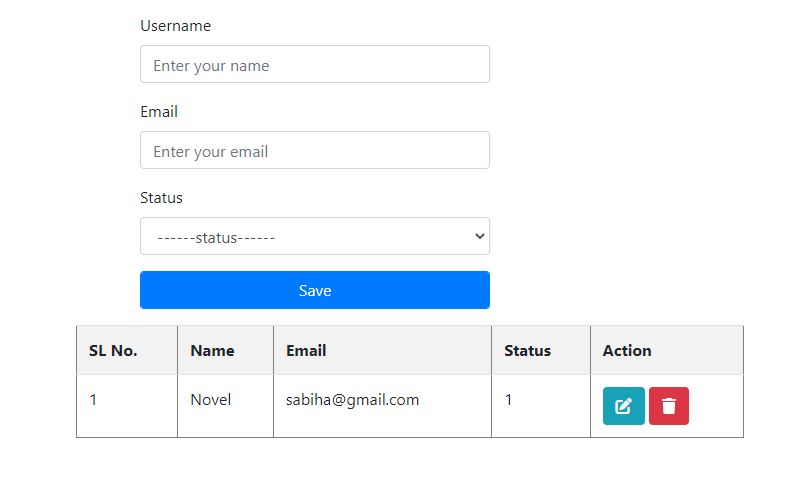 Username
Enter your name
Email
Enter your email
Status
------status------
Save
SL No. Name Email Status Action
1 Novel sabiha@gmail.com 1